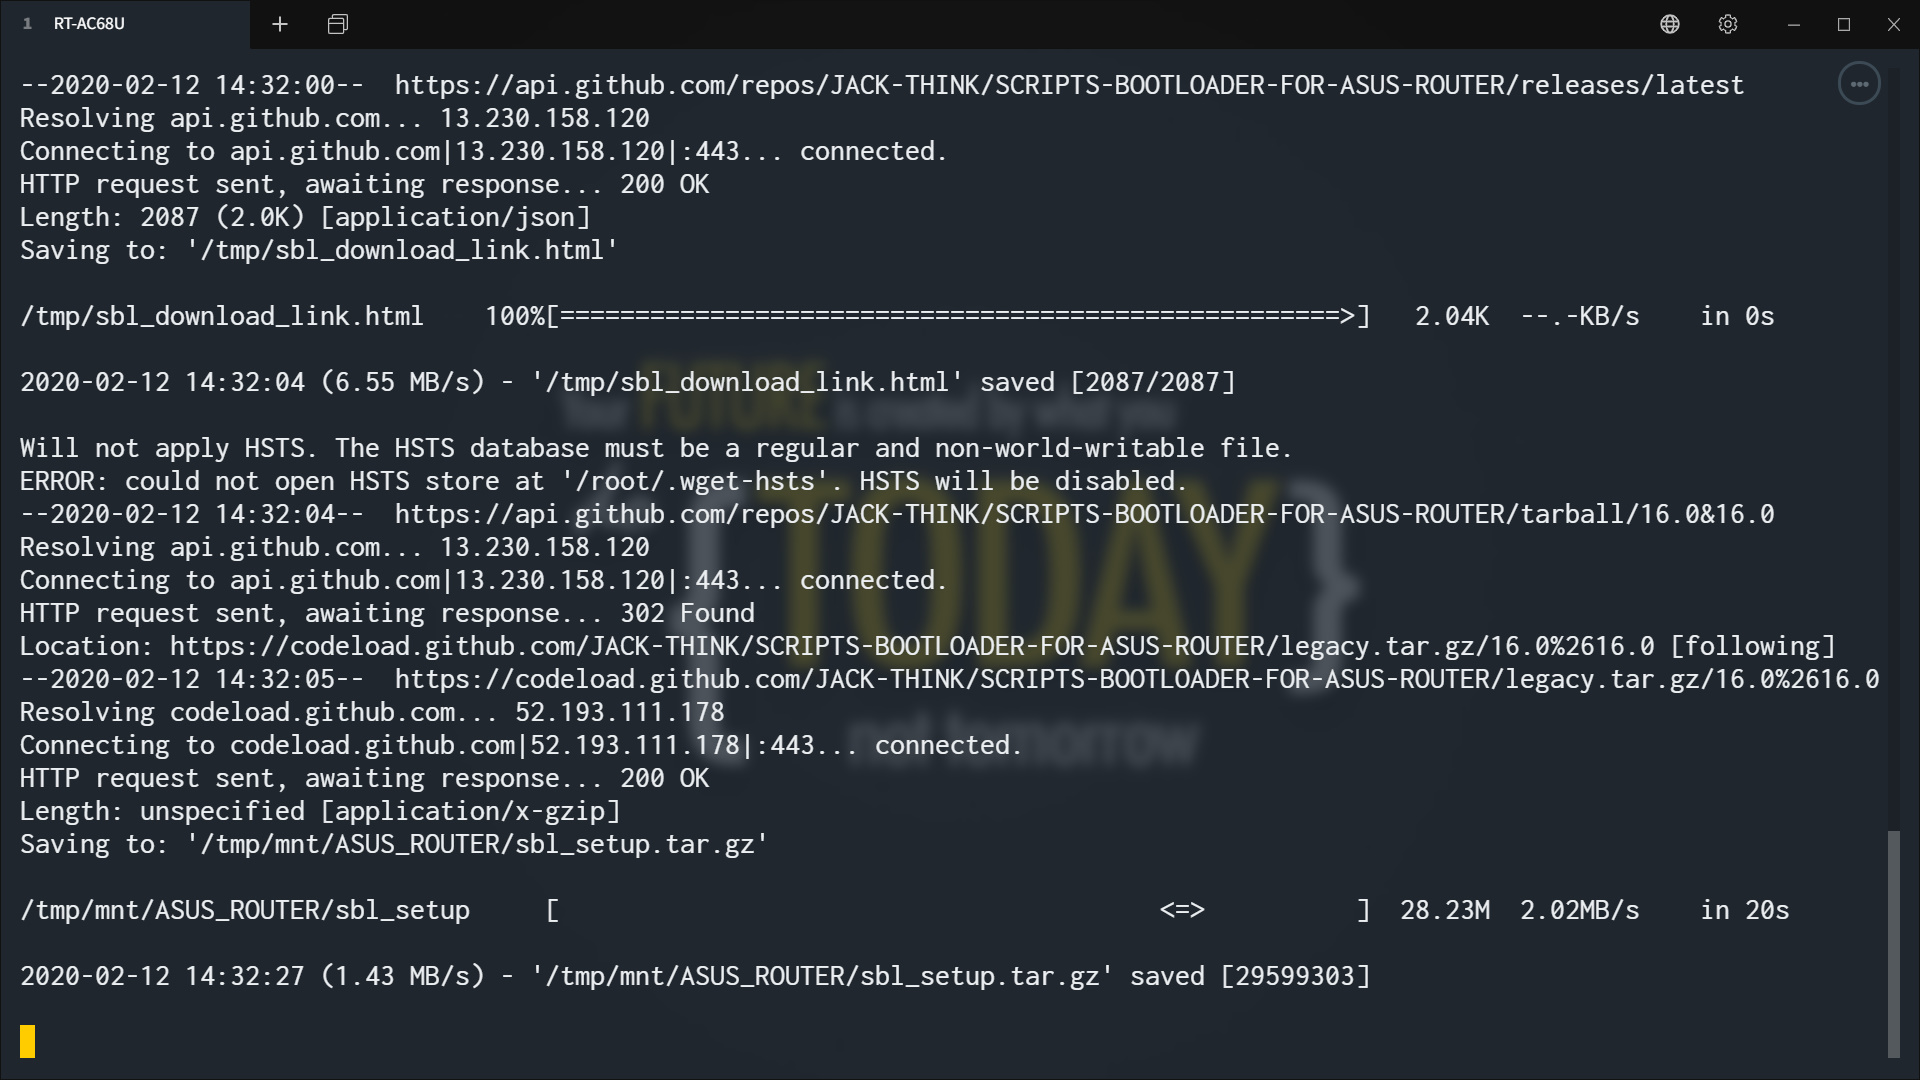 1 RT-AC68U
--2020-02-12 14:32:00--  https://api.github.com/repos/JACK-THINK/SCRIPTS-BOOTLOADER-FOR-ASUS-ROUTER/releases/latest
Resolving api.github.com... 13.230.158.120
Connecting to api.github.com|13.230.158.120|:443... connected.
HTTP request sent, awaiting response... 200 OK
Length: 2087 (2.0K) [application/json]
Saving to: '/tmp/sbl_download_link.html'
/tmp/sbl_download_link.html    100%[====================================================>]   2.04K  --.-KB/s    in 0s
2020-02-12 14:32:04 (6.55 MB/s) - '/tmp/sbl_download_link.html' saved [2087/2087]
Your FUTURE is created by what you
Will not apply HSTS. The HSTS database must be a regular and non-world-writable file.
ERROR: could not open HSTS store at '/root/.wget-hsts'. HSTS will be disabled.
--2020-02-12 14:32:04--  https://api.github.com/repos/JACK-THINK/SCRIPTS-BOOTLOADER-FOR-ASUS-ROUTER/tarball/16.0&16.0
Resolving api.github.com... 13.230.158.120
Connecting to api.github.com|13.230.158.120|:443... connected.
{TODAY}
HTTP request sent, awaiting response... 302 Found
Location: https://codeload.github.com/JACK-THINK/SCRIPTS-BOOTLOADER-FOR-ASUS-ROUTER/legacy.tar.gz/16.0%2616.0 [following]
--2020-02-12 14:32:05--  https://codeload.github.com/JACK-THINK/SCRIPTS-BOOTLOADER-FOR-ASUS-ROUTER/legacy.tar.gz/16.0%2616.0
Resolving codeload.github.com... 52.193.111.178
Connecting to codeload.github.com|52.193.111.178|:443... connected.
not tomorrow
HTTP request sent, awaiting response... 200 OK
Length: unspecified [application/x-gzip]
Saving to: '/tmp/mnt/ASUS_ROUTER/sbl_setup.tar.gz'
/tmp/mnt/ASUS_ROUTER/sbl_setup     [                                        <=>          ]  28.23M  2.02MB/s    in 20s
2020-02-12 14:32:27 (1.43 MB/s) - '/tmp/mnt/ASUS_ROUTER/sbl_setup.tar.gz' saved [29599303]